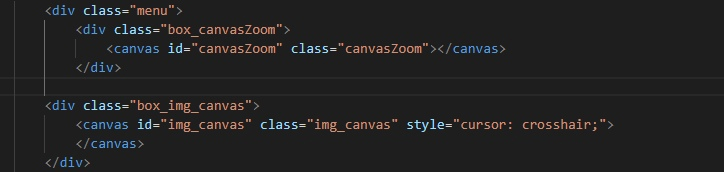 <div class="menu">
<div class="box_canvasZoom">
<canvas id="canvasZoom" class="canvasZoom"></canvas>
</div>
<div class="box_img_canvas">
<canvas id="img_canvas" class="img_canvas" style="cursor: crosshair;">
</canvas>
</div>